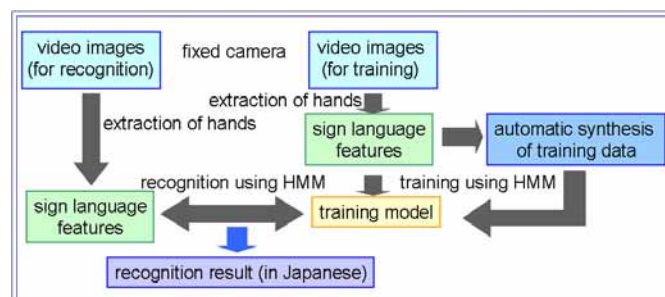 video images
(for recognition)
fixed camera
video images
(for training)
extraction of hands
extraction of hands
sign language
features
automatic synthesis
of training data
recognition using HMM
training using HMM
sign language
features
training model
recognition result (in Japanese)